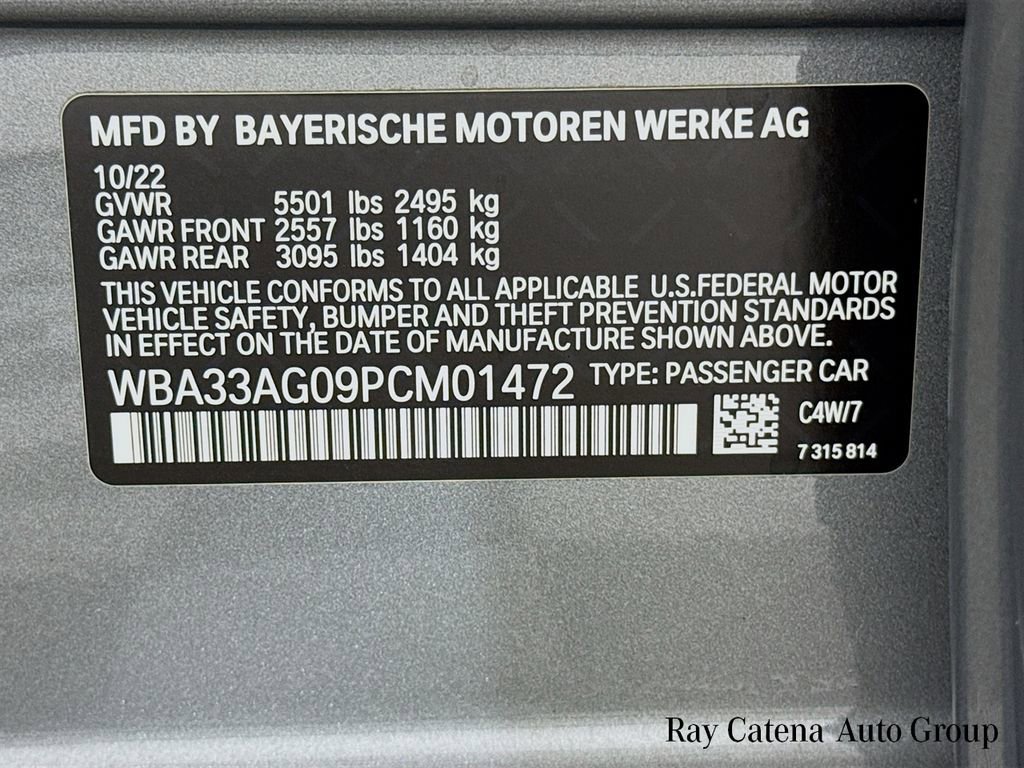 MFD BY BAYERISCHE MOTOREN WERKE AG
10/22
GVWR 5501 lbs 2495 kg
GAWR FRONT 2557 lbs 1160 kg
GAWR REAR 3095 lbs 1404 kg
THIS VEHICLE CONFORMS TO ALL APPLICABLE U.S.FEDERAL MOTOR
VEHICLE SAFETY, BUMPER AND THEFT PREVENTION STANDARDS
IN EFFECT ON THE DATE OF MANUFACTURE SHOWN ABOVE.
WBA33AG09PCM01472 TYPE: PASSENGER CAR
C4W/7
7 315 814
Ray Catena Auto Group